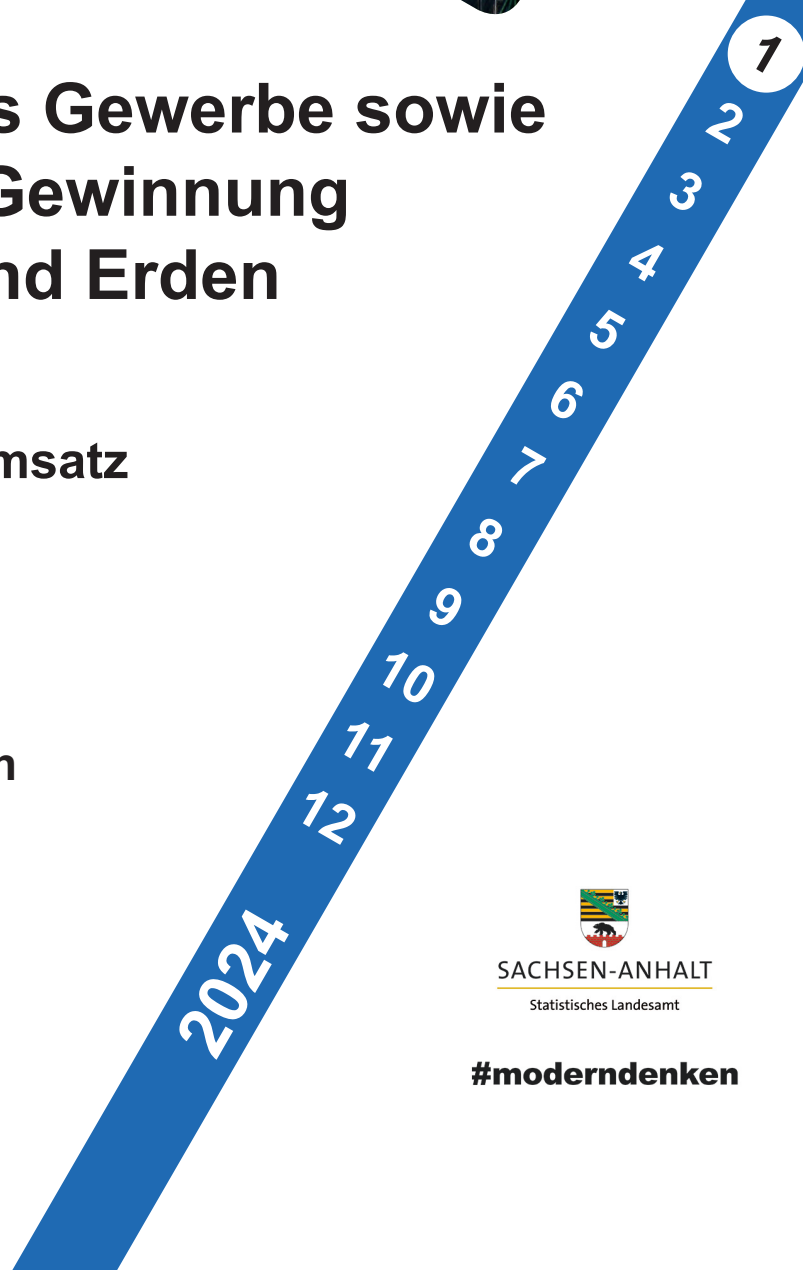 s Gewerbe sowie
Gewinnung
nd Erden
msatz
n
1
2
3
4
5
6
7
8
9
10
11
12
2024
SACHSEN-ANHALT
Statistisches Landesamt
#moderndenken